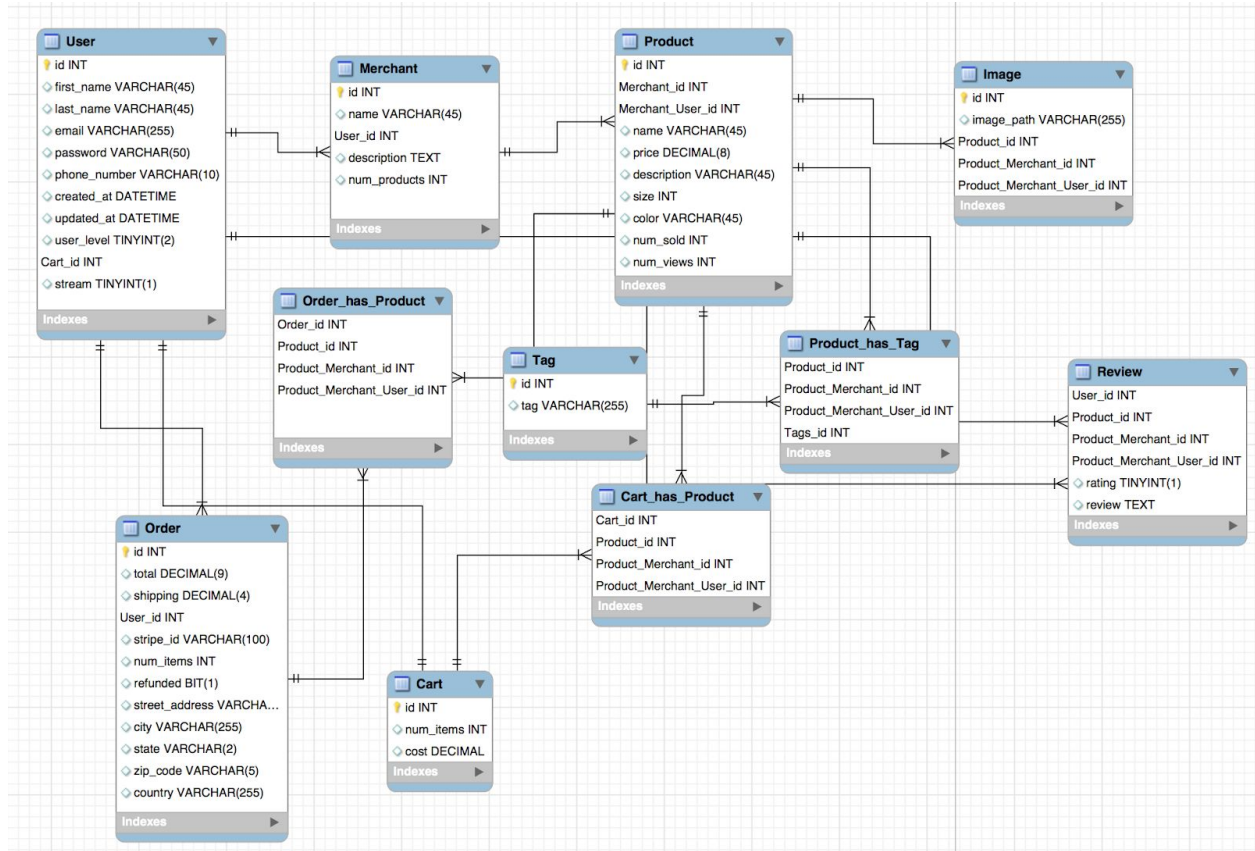 User
id INT
first_name VARCHAR(45)
last_name VARCHAR(45)
email VARCHAR(255)
password VARCHAR(50)
phone_number VARCHAR(10)
created_at DATETIME
updated_at DATETIME
user_level TINYINT(2)
Cart_id INT
stream TINYINT(1)
Indexes
Merchant
id INT
name VARCHAR(45)
User_id INT
description TEXT
num_products INT
Indexes
Product
id INT
Merchant_id INT
Merchant_User_id INT
name VARCHAR(45)
price DECIMAL(8)
description VARCHAR(45)
size INT
color VARCHAR(45)
num_sold INT
num_views INT
Indexes
Image
id INT
image_path VARCHAR(255)
Product_id INT
Product_Merchant_id INT
Product_Merchant_User_id INT
Indexes
Order_has_Product
Order_id INT
Product_id INT
Product_Merchant_id INT
Product_Merchant_User_id INT
Indexes
Tag
id INT
tag VARCHAR(255)
Indexes
Product_has_Tag
Product_id INT
Product_Merchant_id INT
Product_Merchant_User_id INT
Tags_id INT
Indexes
Review
User_id INT
Product_id INT
Product_Merchant_id INT
Product_Merchant_User_id INT
rating TINYINT(1)
review TEXT
Indexes
Cart_has_Product
Cart_id INT
Product_id INT
Product_Merchant_id INT
Product_Merchant_User_id INT
Indexes
Order
id INT
total DECIMAL(9)
shipping DECIMAL(4)
User_id INT
stripe_id VARCHAR(100)
num_items INT
refunded BIT(1)
street_address VARCHA...
city VARCHAR(255)
state VARCHAR(2)
zip_code VARCHAR(5)
country VARCHAR(255)
Indexes
Cart
id INT
num_items INT
cost DECIMAL
Indexes